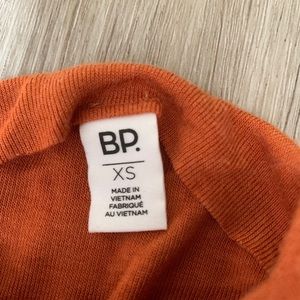 BP.
XS
MADE IN
VIETNAM
FABRIQUÉ
AU VIETNAM